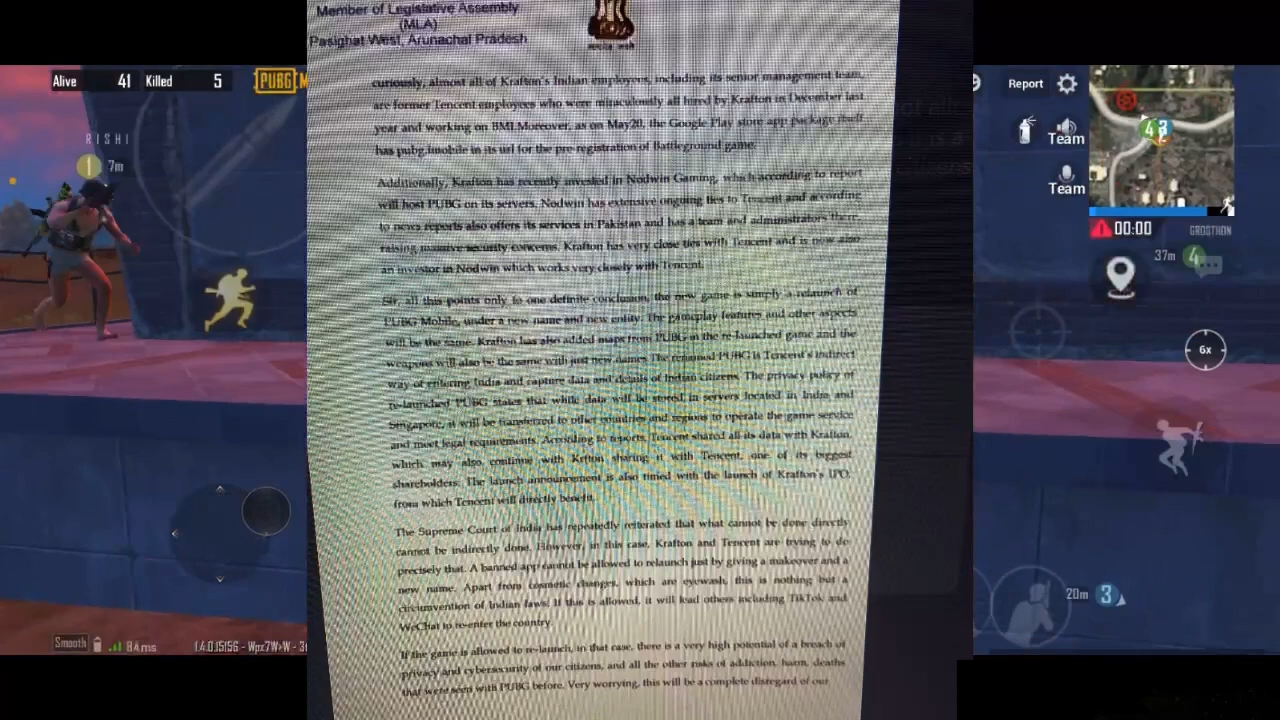 Member of Legislative Assembly
(MLA)
Pasighat West, Arunachal Pradesh
curiously, almost all of Krafton's Indian employees, including its senior management team,
are former Tencent employees who were miraculously all hired by Krafton in December last
year and working on BMI.Moreover, as on May20, the Google Play store app package itself
has pubg.imobile in its url for the pre-registration of Battleground game.
Additionally, Krafton has recently invested in Nodwin Gaming, which according to report
will host PUBG on its servers. Nodwin has extensive ongoing ties to Tencent and according
to news reports also offers its services in Pakistan and has a team and administrators there,
raising massive security concerns. Krafton has very close ties with Tencent and is now also
an investor in Nodwin which works very closely with Tencent.
Sir, all this points only to one definite conclusion, the new game is simply a relaunch of
PUBG Mobile, under a new name and new entity. The gameplay features and other aspects
will be the same. Krafton has also added maps from PUBG in the re-launched game and the
weapons will also be the same with just new names. The renamed PUBG is Tencent's indirect
way of entering India and capture data and details of Indian citizens. The privacy policy of
re-launched PUBG states that while data will be stored in servers located in India and
Singapore, it will be transferred to other countries and regions to operate the game service
and meet legal requirements. According to reports, Tencent shared all its data with Krafton,
which may also continue with Krfton sharing it with Tencent, one of its biggest
shareholders. The launch announcement is also timed with the launch of Krafton's IPO,
from which Tencent will directly benefit.
The Supreme Court of India has repeatedly reiterated that what cannot be done directly
cannot be indirectly done. However, in this case, Krafton and Tencent are trying to do
precisely that. A banned app cannot be allowed to relaunch just by giving a makeover and a
new name. Apart from cosmetic changes, which are eyewash, this is nothing but a
circumvention of Indian laws. If this is allowed, it will lead others including TikTok and
WeChat to re-enter the country.
If the game is allowed to re-launch, in that case, there is a very high potential of a breach of
privacy and cybersecurity of our citizens, and all the other risks of addiction, harm, deaths
that were seen with PUBG before. Very worrying, this will be a complete disregard of our
Alive 41 Killed 5 PUBG M
RISHI
1 7m
Smooth 84ms
Report
Team
Team
4 3
00:00 GROSTHON
37m 4
6x
20m 3